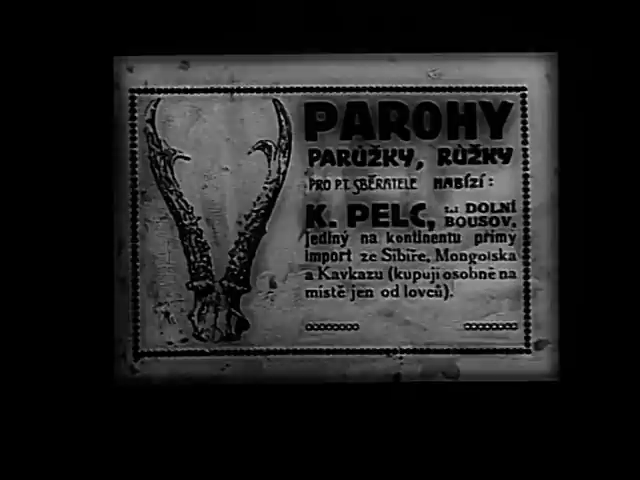 PAROHY
PARŮŽKY, RŮŽKY
PRO P.T. SBĚRATELE NABÍZÍ:
K. PELC, DOLNÍ BOUSOV,
Jediný na kontinentu přímý
import ze Sibiře, Mongolska
a Kavkazu (kupuji osobně na
místě jen od lovců).